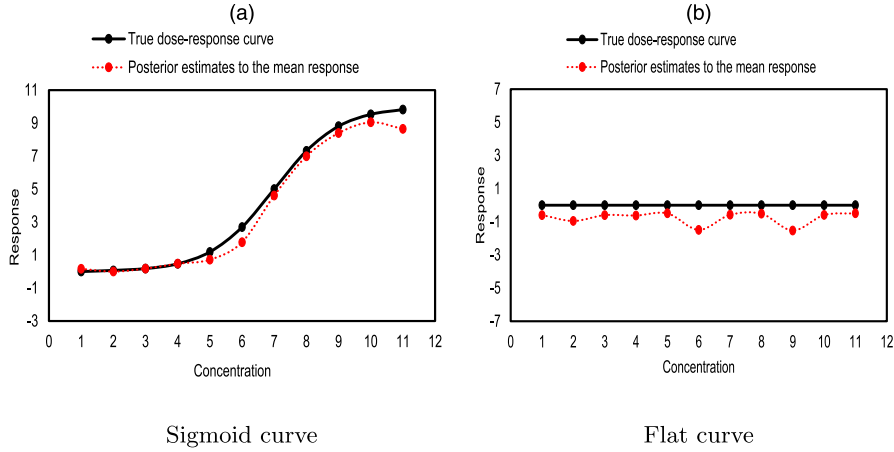 (a)
True dose-response curve
Posterior estimates to the mean response
11
9
7
5
3
1
-1
-3
Response
0 1 2 3 4 5 6 7 8 9 10 11 12
Concentration
Sigmoid curve
(b)
True dose-response curve
Posterior estimates to the mean response
7
5
3
1
-1
-3
-5
-7
Response
0 1 2 3 4 5 6 7 8 9 10 11 12
Concentration
Flat curve